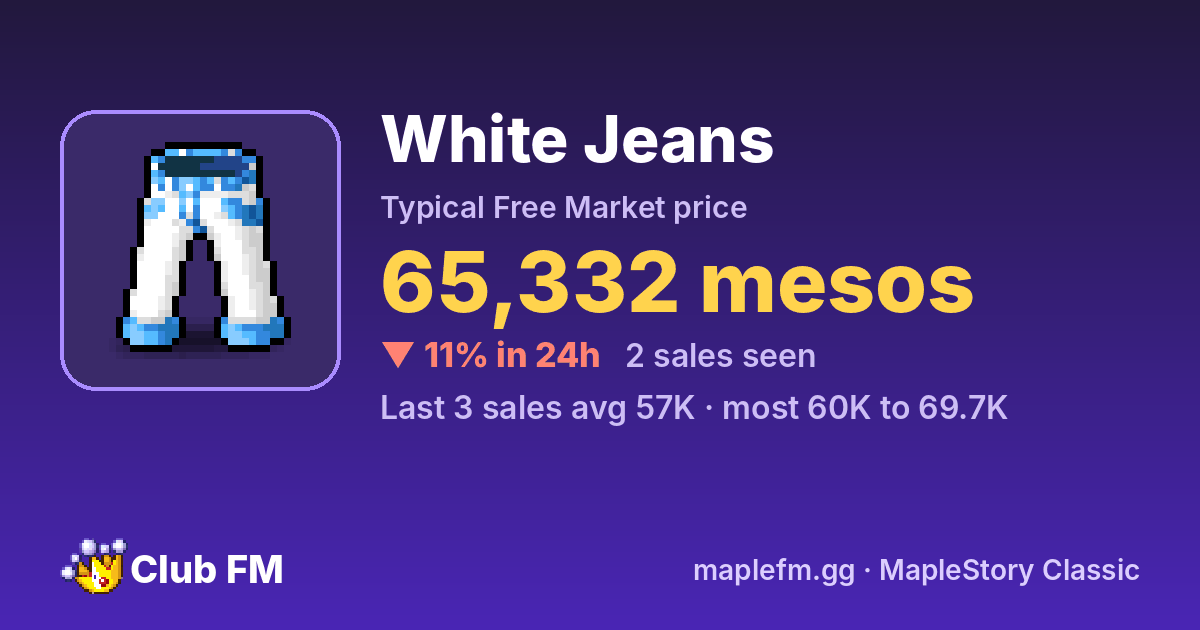 White Jeans
Typical Free Market price
65,332 mesos
▼ 11% in 24h 2 sales seen
Last 3 sales avg 57K · most 60K to 69.7K
Club FM
maplefm.gg · MapleStory Classic